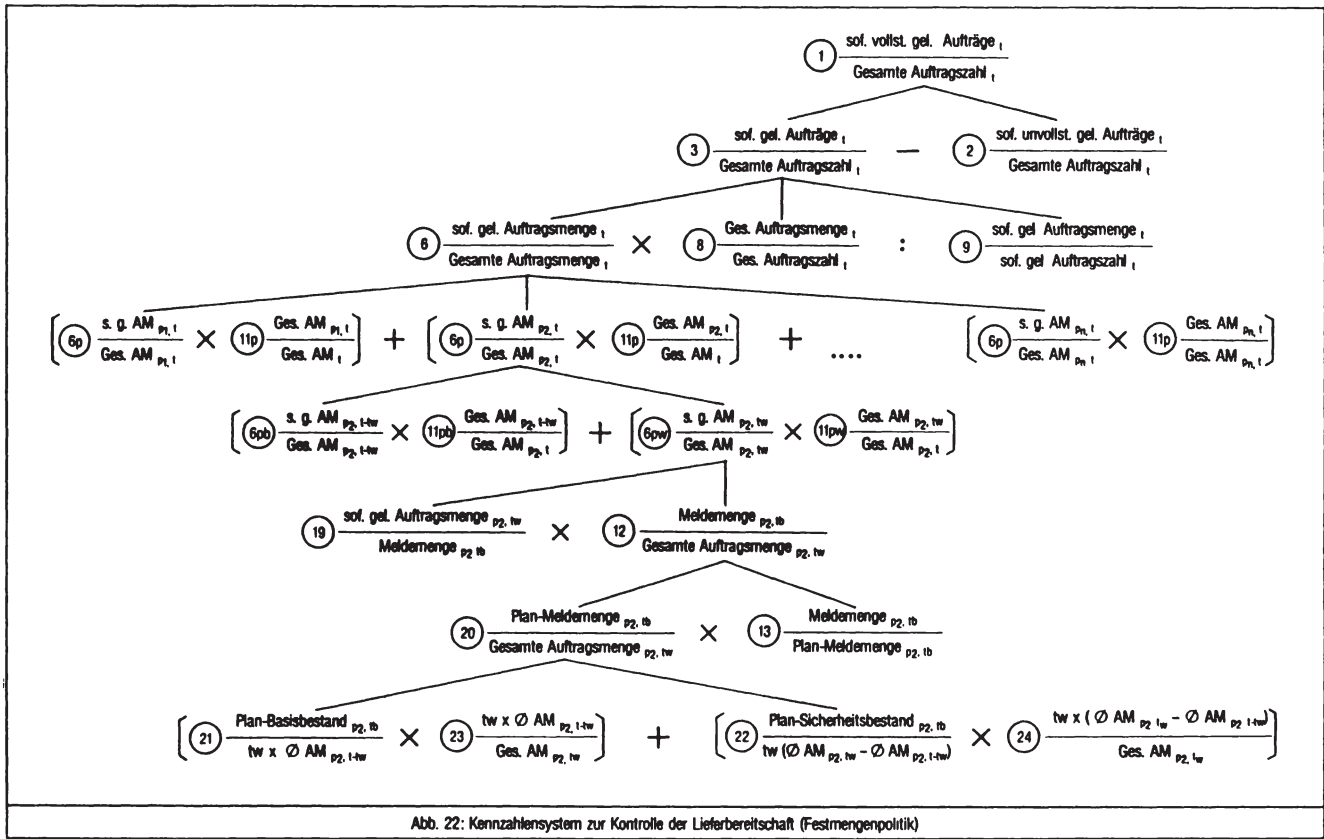 ① sof. vollst. gel. Aufträge t / Gesamte Auftragszahl t
③ sof. gel. Aufträge t / Gesamte Auftragszahl t — ② sof. unvollst. gel. Aufträge t / Gesamte Auftragszahl t
⑥ sof. gel. Auftragsmenge t / Gesamte Auftragsmenge t × ⑧ Ges. Auftragsmenge t / Ges. Auftragszahl t : ⑨ sof. gel Auftragsmenge t / sof. gel Auftragszahl t
[6p s. g. AM p1, t / Ges. AM p1, t × 11p Ges. AM p1, t / Ges. AM t] + [6p s. g. AM p2, t / Ges. AM p2, t × 11p Ges. AM p2, t / Ges. AM t] + .... [6p s. g. AM pn, t / Ges. AM pn, t × 11p Ges. AM pn, t / Ges. AM pn, t]
[6pb s. g. AM p2, t-tw / Ges. AM p2, t-tw × 11pb Ges. AM p2, t-tw / Ges. AM p2, t] + [6pw s. g. AM p2, tw / Ges. AM p2, tw × 11pw Ges. AM p2, tw / Ges. AM p2, t]
⑲ sof. gel. Auftragsmenge p2, tw / Meldemenge p2 tb × ⑫ Meldemenge p2, tb / Gesamte Auftragsmenge p2, tw
⑳ Plan-Meldemenge p2, tb / Gesamte Auftragsmenge p2, tw × ⑬ Meldemenge p2, tb / Plan-Meldemenge p2, tb
[21 Plan-Basisbestand p2, tb / tw x Ø AM p2, t-tw × 23 tw x Ø AM p2, t-tw / Ges. AM p2, tw] + [22 Plan-Sicherheitsbestand p2, tb / tw (Ø AM p2, tw - Ø AM p2, t-tw) × 24 tw x ( Ø AM p2 tw - Ø AM p2 t-tw) / Ges. AM p2, tw]
Abb. 22: Kennzahlensystem zur Kontrolle der Lieferbereitschaft (Festmengenpolitik)